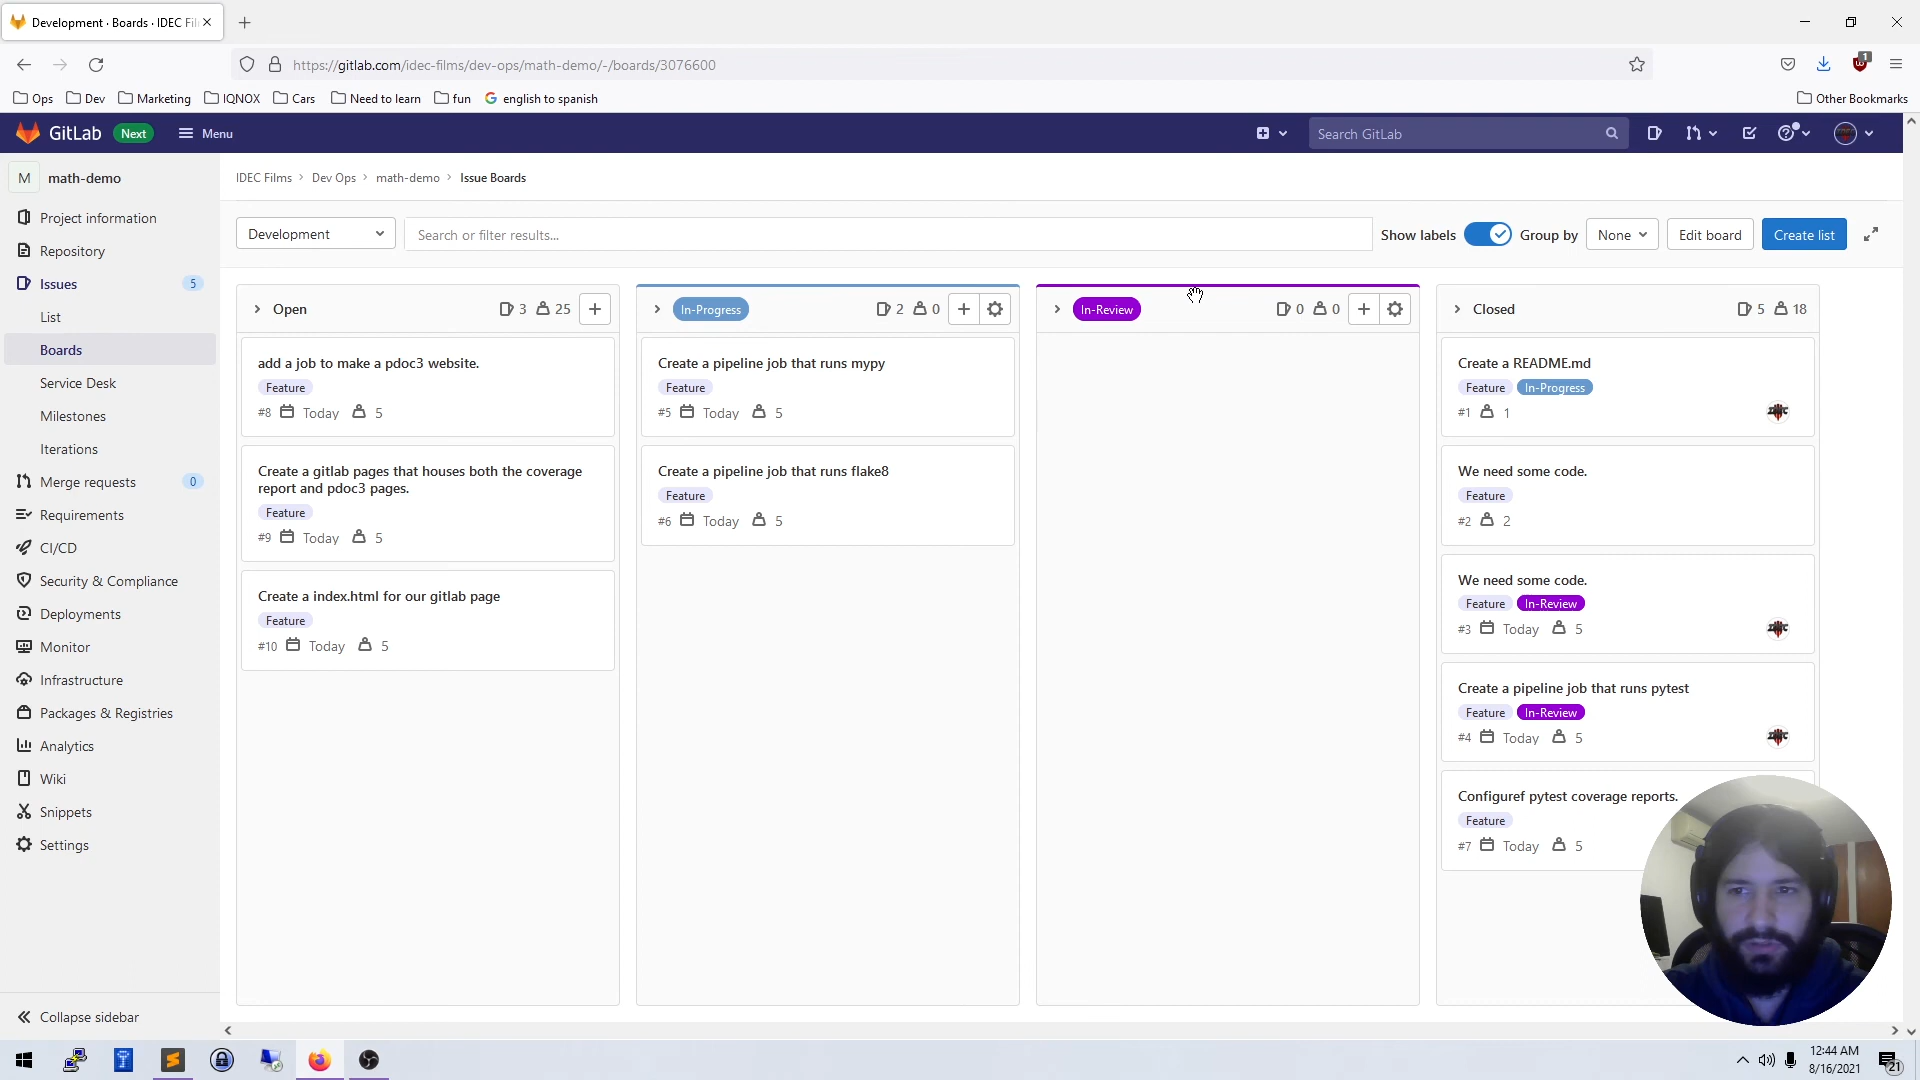 Development · Boards · IDEC Fil
https://gitlab.com/idec-films/dev-ops/math-demo/-/boards/3076600
1
Ops Dev Marketing IQNOX Cars Need to learn fun english to spanish Other Bookmarks
GitLab Next Menu Search GitLab
M math-demo
IDEC Films > Dev Ops > math-demo > Issue Boards
Project information
Repository
Issues 5
List
Boards
Service Desk
Milestones
Iterations
Merge requests 0
Requirements
CI/CD
Security & Compliance
Deployments
Monitor
Infrastructure
Packages & Registries
Analytics
Wiki
Snippets
Settings
Collapse sidebar
Development Search or filter results... Show labels Group by None Edit board Create list
Open 3 25
add a job to make a pdoc3 website.
Feature
#8 Today 5
Create a gitlab pages that houses both the coverage
report and pdoc3 pages.
Feature
#9 Today 5
Create a index.html for our gitlab page
Feature
#10 Today 5
In-Progress 2 0
Create a pipeline job that runs mypy
Feature
#5 Today 5
Create a pipeline job that runs flake8
Feature
#6 Today 5
In-Review 0 0
Closed 5 18
Create a README.md
Feature In-Progress
#1 1
We need some code.
Feature
#2 2
We need some code.
Feature In-Review
#3 Today 5
Create a pipeline job that runs pytest
Feature In-Review
#4 Today 5
Configuref pytest coverage reports.
Feature
#7 Today 5
12:44 AM
8/16/2021
21